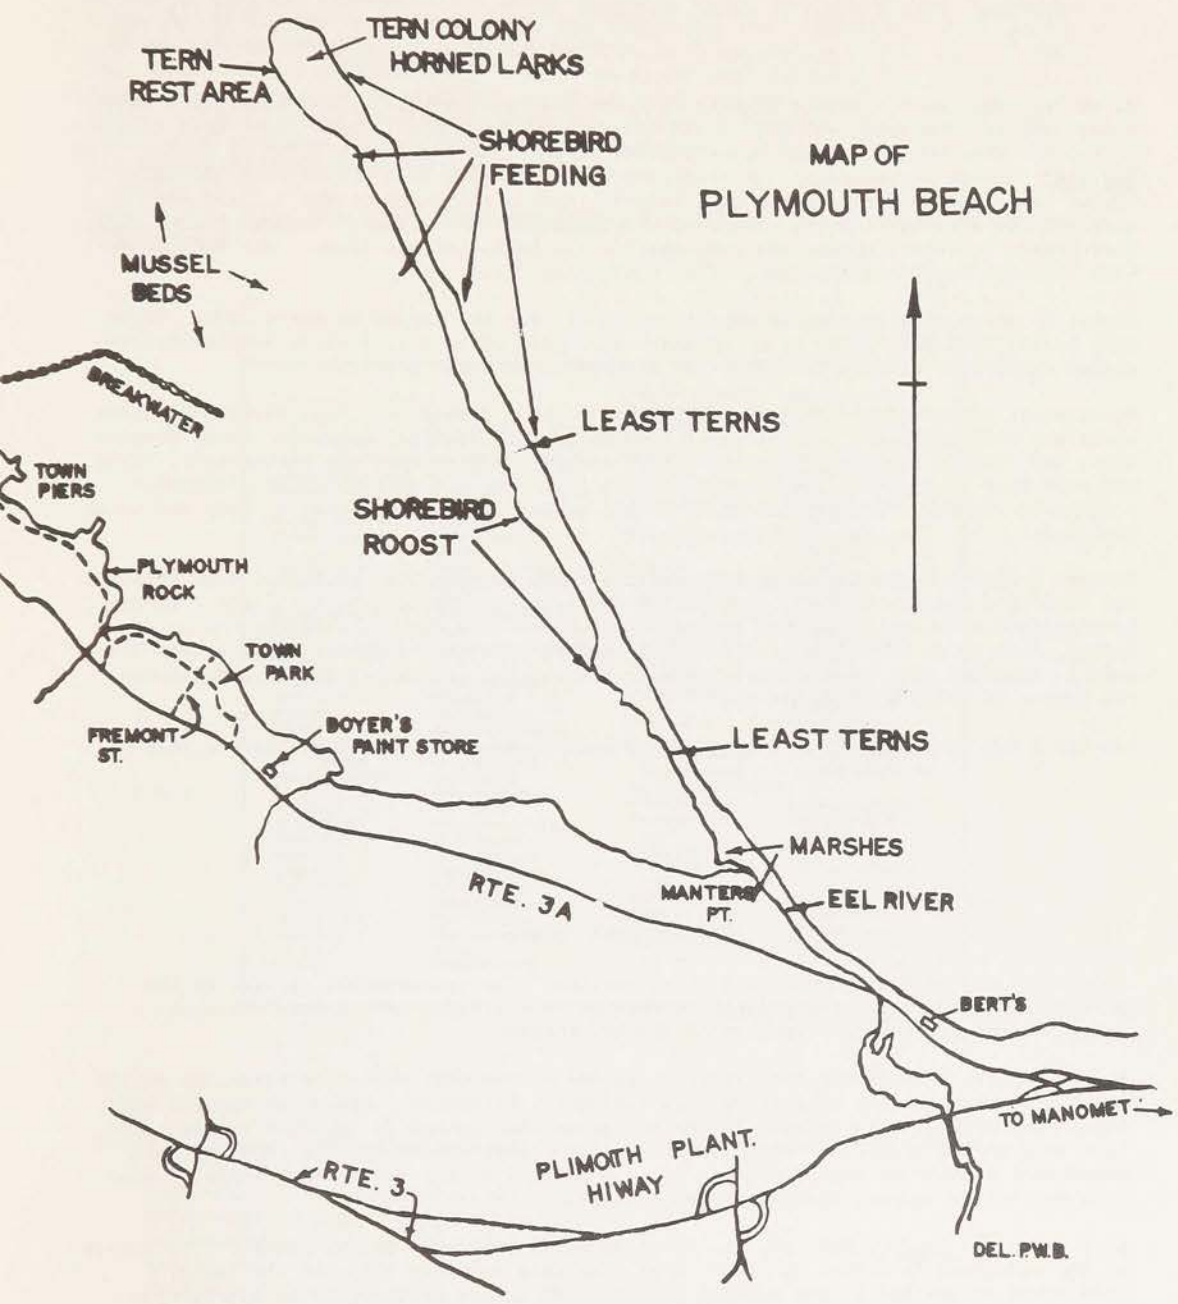 TERN COLONY
HORNED LARKS
TERN
REST AREA
SHOREBIRD
FEEDING
MAP OF
PLYMOUTH BEACH
MUSSEL
BEDS
BREAKWATER
LEAST TERNS
TOWN
PIERS
SHOREBIRD
ROOST
PLYMOUTH
ROCK
TOWN
PARK
FREMONT
ST.
BOYER'S
PAINT STORE
LEAST TERNS
MARSHES
MANTERS
PT.
EEL RIVER
RTE. 3A
BERT'S
TO MANOMET
PLIMOTH PLANT.
HIWAY
RTE. 3
DEL. P.W.B.